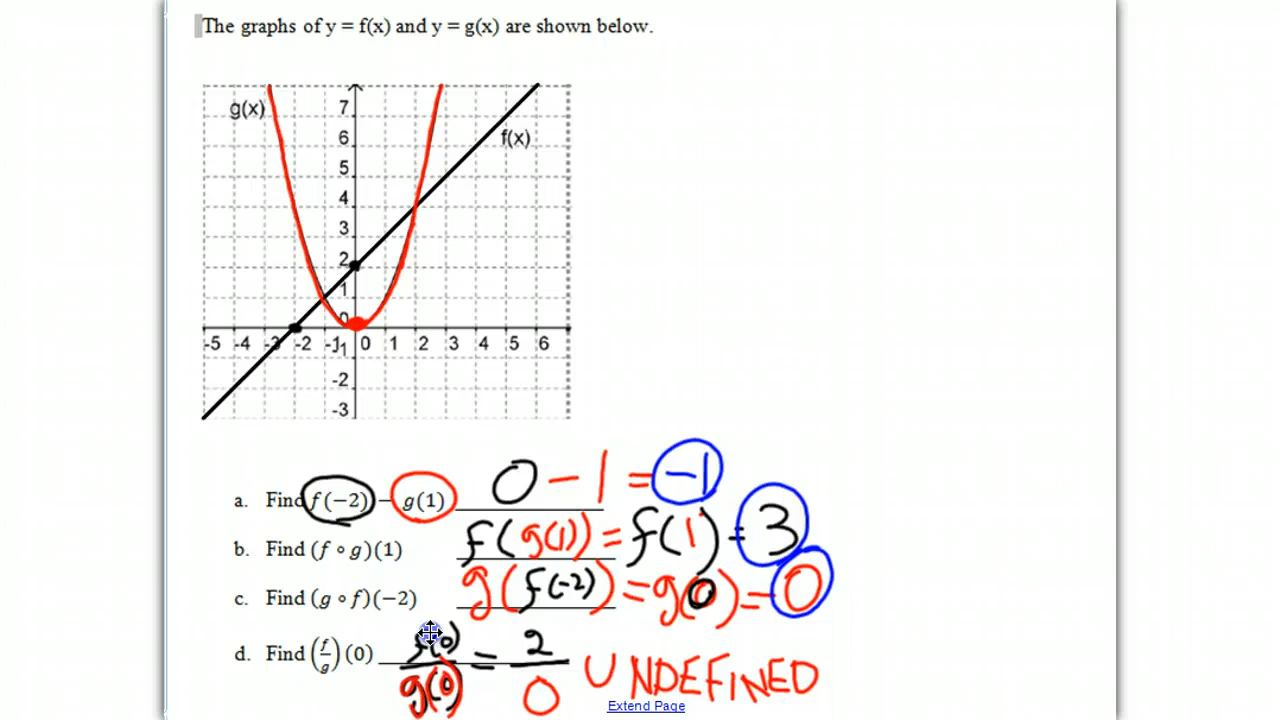 The graphs of y = f(x) and y = g(x) are shown below.
g(x)
f(x)
7
6
5
4
3
2
1
0
-5 -4 -3 -2 -1 0 1 2 3 4 5 6
-1
-2
-3
a. Find f(−2) − g(1) 0 − 1 = −1
b. Find (f ∘ g)(1) f(g(1)) = f(1) = 3
c. Find (g ∘ f)(−2) g(f(−2)) = g(0) = 0
d. Find (f/g)(0) f(0)/g(0) = 2/0 UNDEFINED
Extend Page